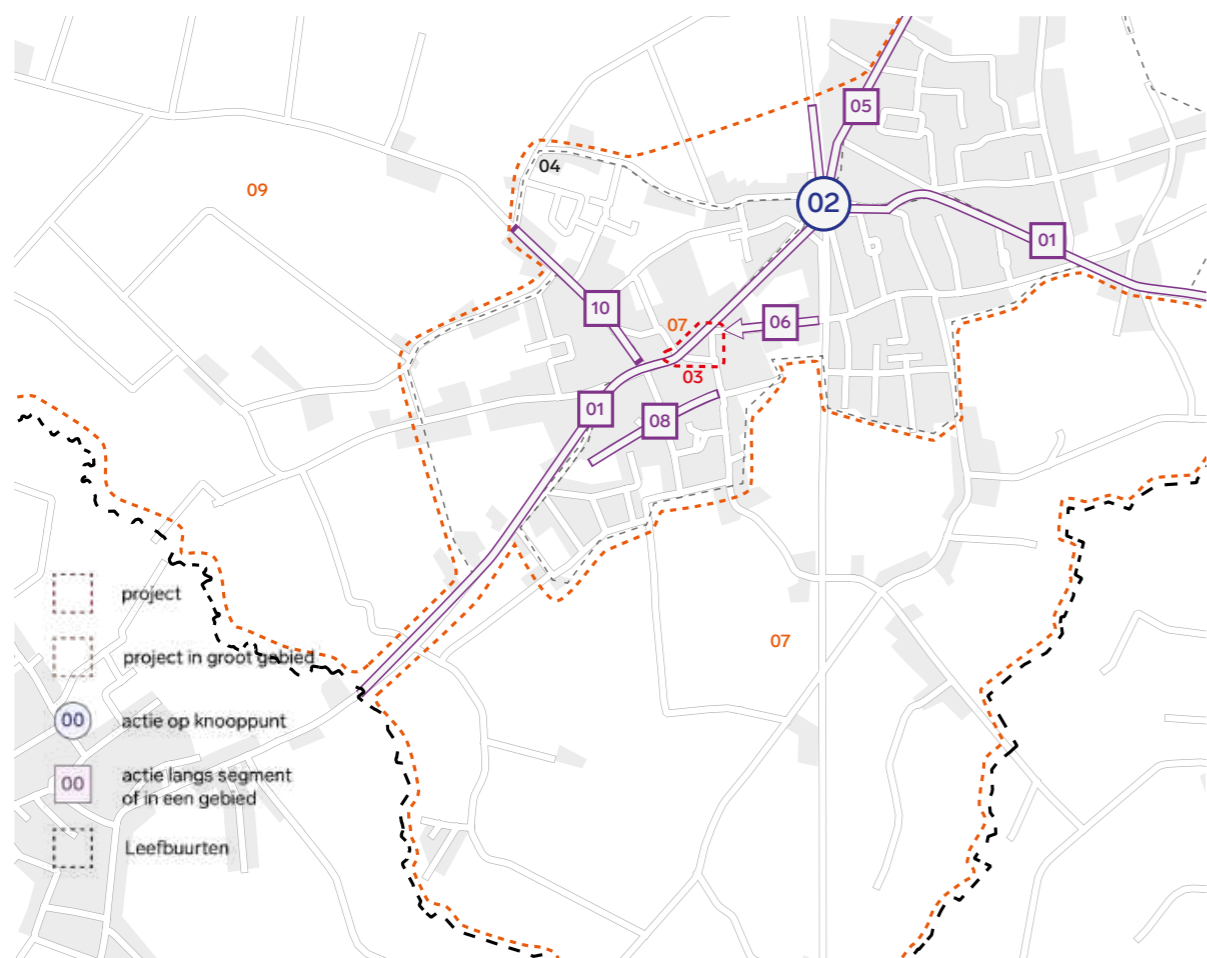 05
04
09
02
01
10
07
06
03
01
08
project
07
project in groot gebied
00 actie op knooppunt
00 actie langs segment
of in een gebied
Leefbuurten